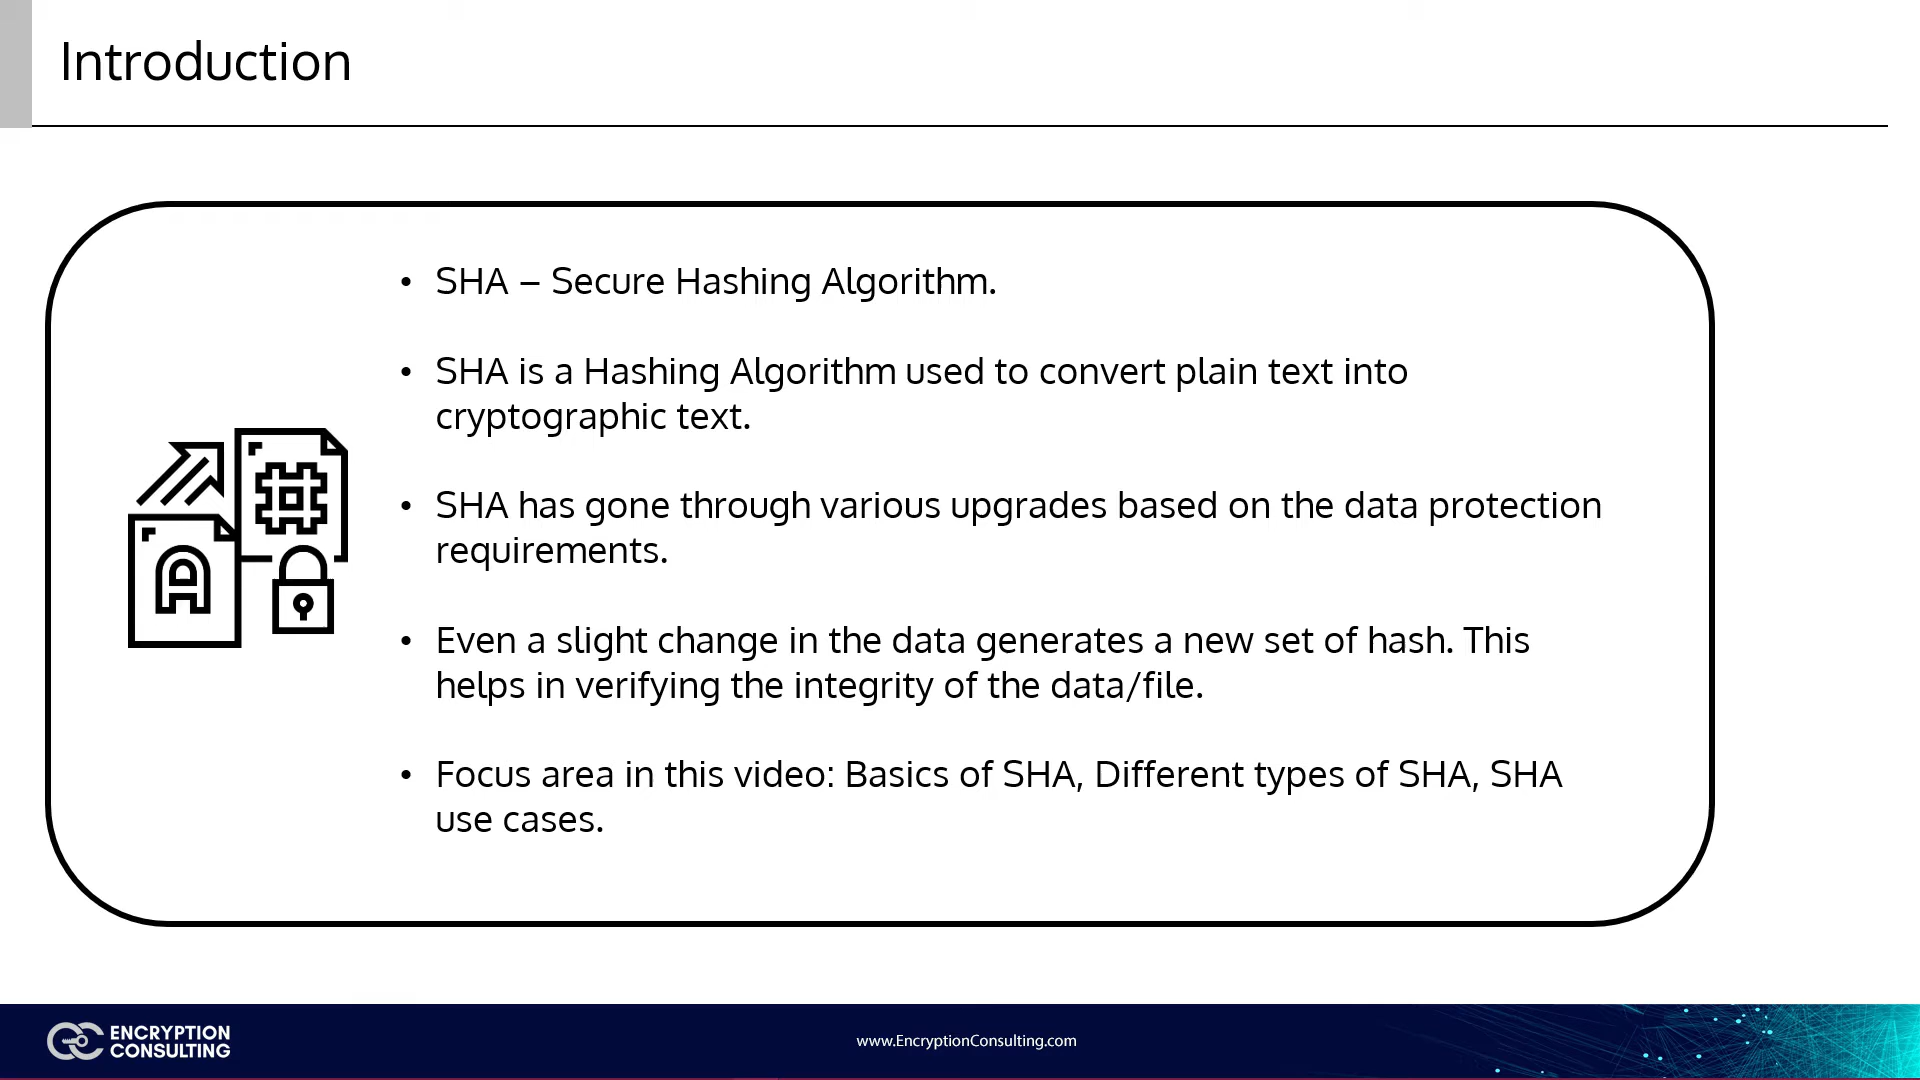 Introduction
• SHA – Secure Hashing Algorithm.
• SHA is a Hashing Algorithm used to convert plain text into
cryptographic text.
• SHA has gone through various upgrades based on the data protection
requirements.
• Even a slight change in the data generates a new set of hash. This
helps in verifying the integrity of the data/file.
• Focus area in this video: Basics of SHA, Different types of SHA, SHA
use cases.
A
#
ENCRYPTION
CONSULTING
www.EncryptionConsulting.com